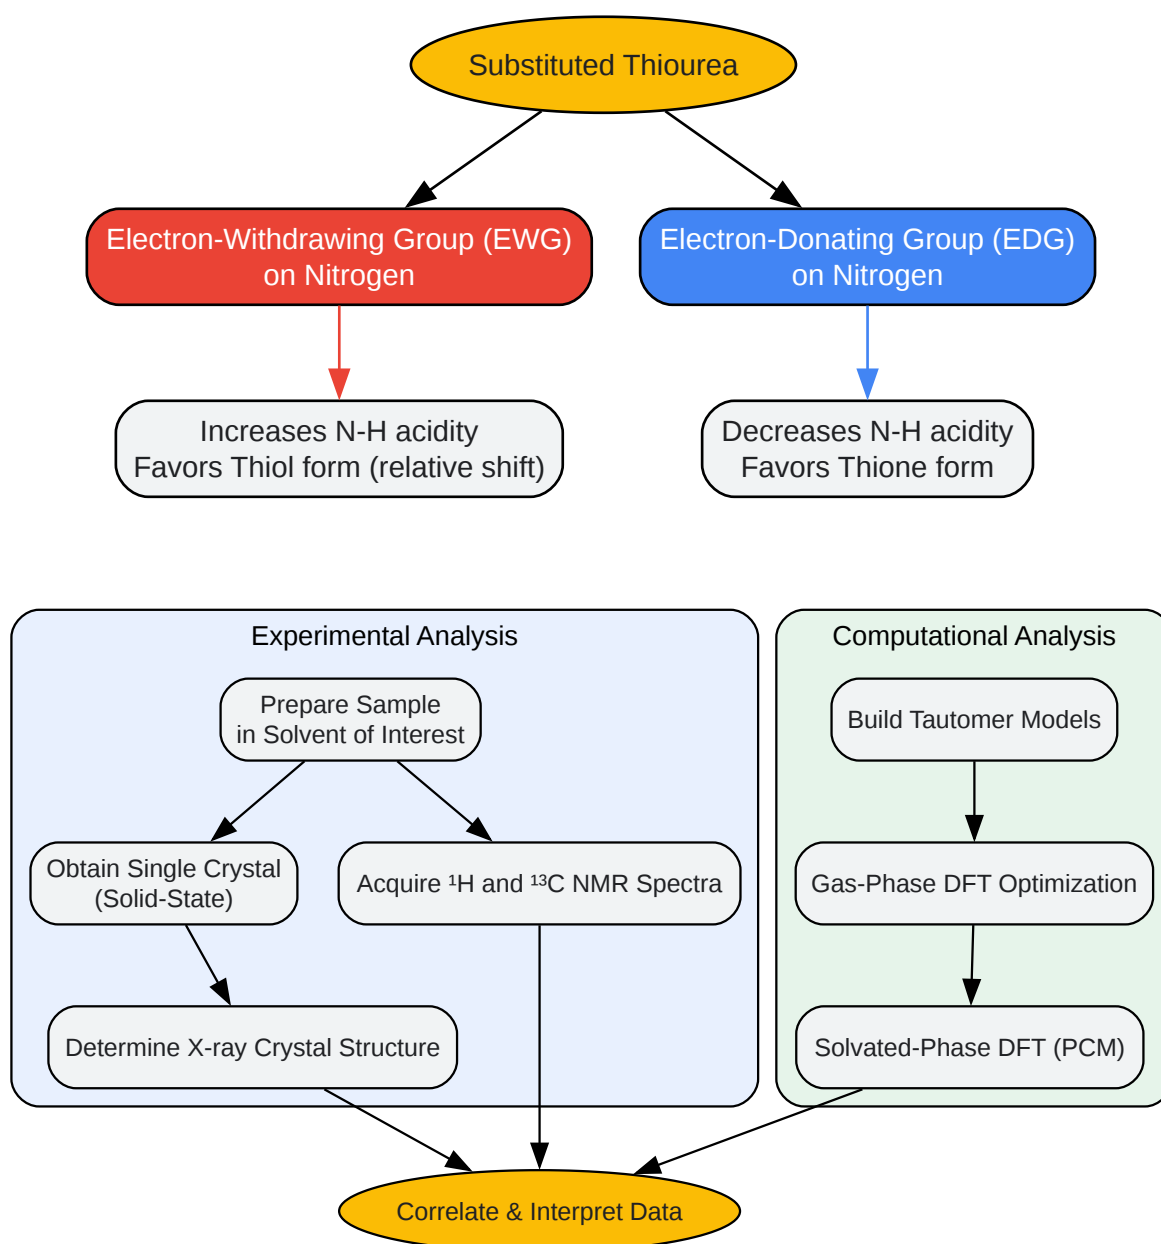 Substituted Thiourea
Electron-Withdrawing Group (EWG)
on Nitrogen
Electron-Donating Group (EDG)
on Nitrogen
Increases N-H acidity
Favors Thiol form (relative shift)
Decreases N-H acidity
Favors Thione form
Experimental Analysis
Prepare Sample
in Solvent of Interest
Obtain Single Crystal
(Solid-State)
Acquire ¹H and ¹³C NMR Spectra
Determine X-ray Crystal Structure
Computational Analysis
Build Tautomer Models
Gas-Phase DFT Optimization
Solvated-Phase DFT (PCM)
Correlate & Interpret Data